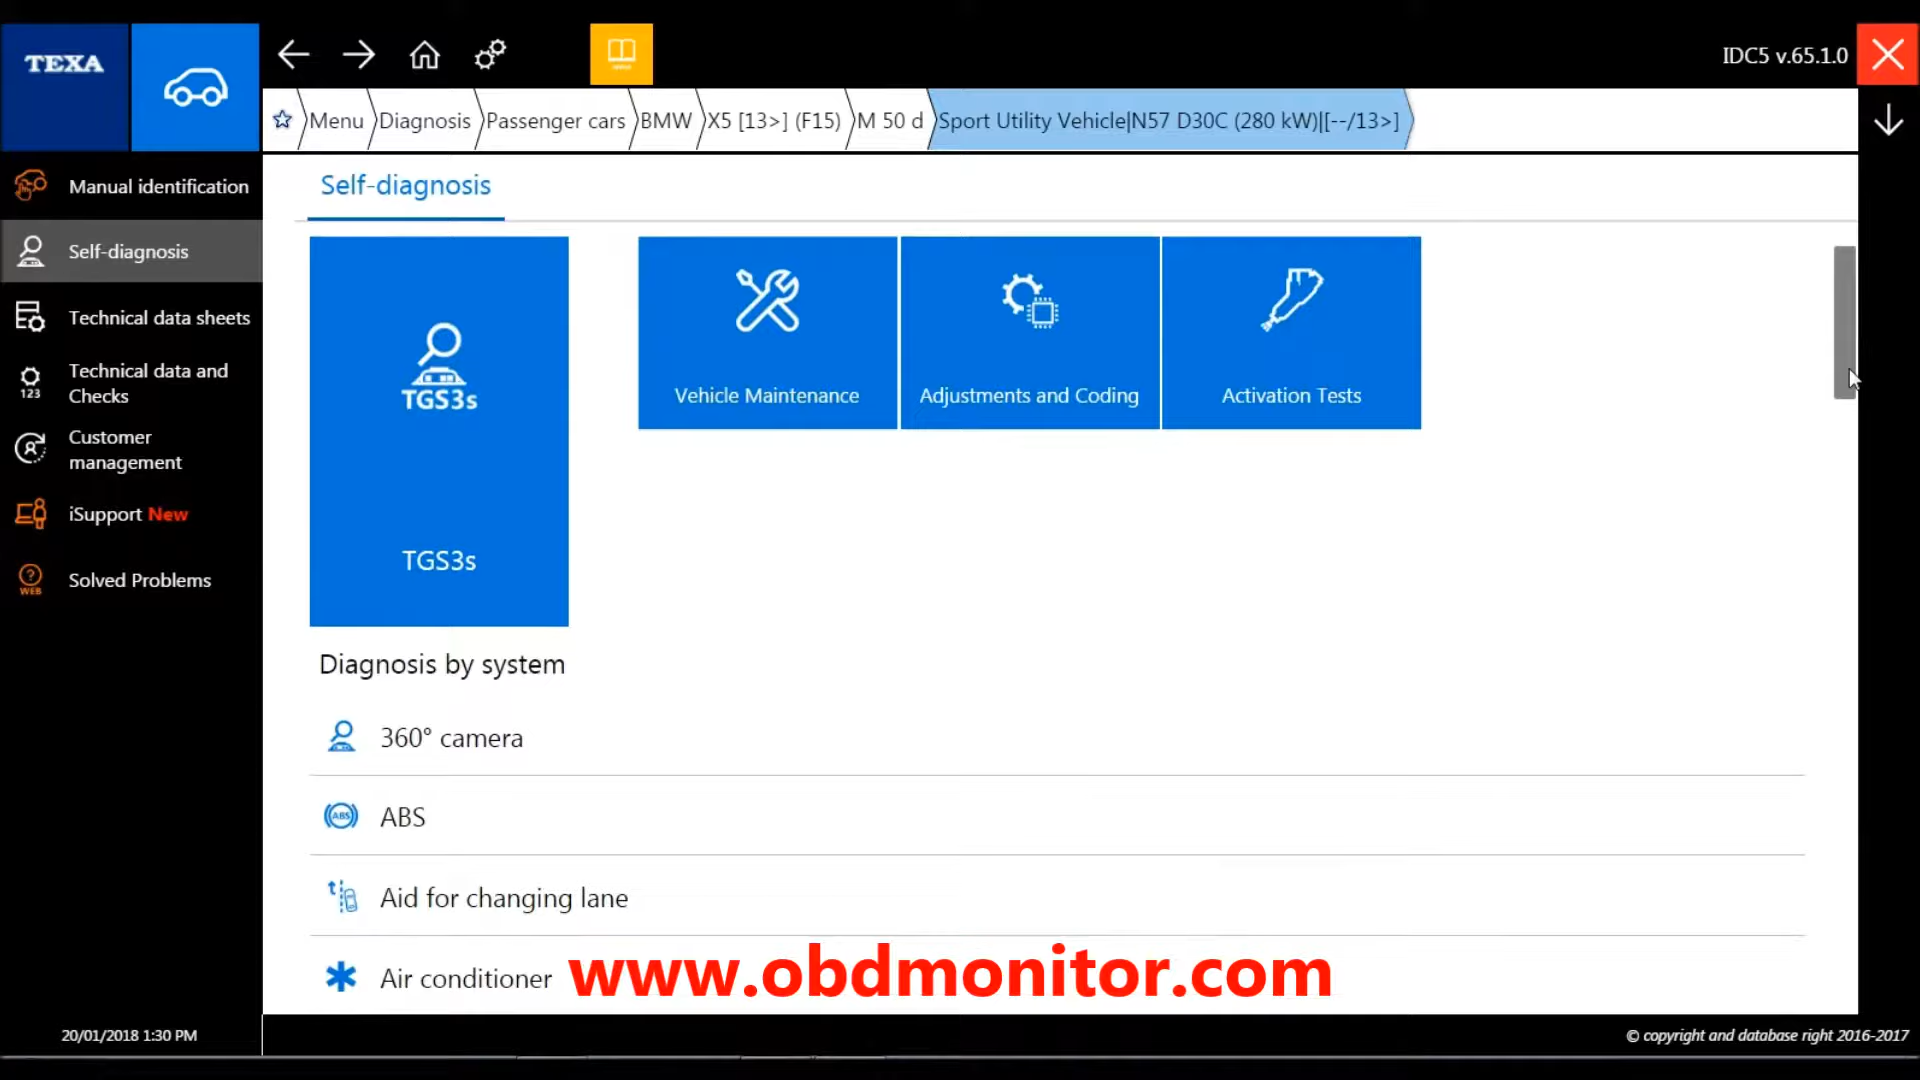 TEXA
IDC5 v.65.1.0
Menu Diagnosis Passenger cars BMW X5 [13>] (F15) M 50 d Sport Utility Vehicle|N57 D30C (280 kW)|[--/13>]
Manual identification
Self-diagnosis
Technical data sheets
123
Technical data and
Checks
Customer
management
iSupport New
WEB
Solved Problems
Self-diagnosis
TGS3s
TGS3s
Vehicle Maintenance
Adjustments and Coding
Activation Tests
Diagnosis by system
360° camera
ABS
ABS
Aid for changing lane
Air conditioner
www.obdmonitor.com
20/01/2018 1:30 PM
© copyright and database right 2016-2017